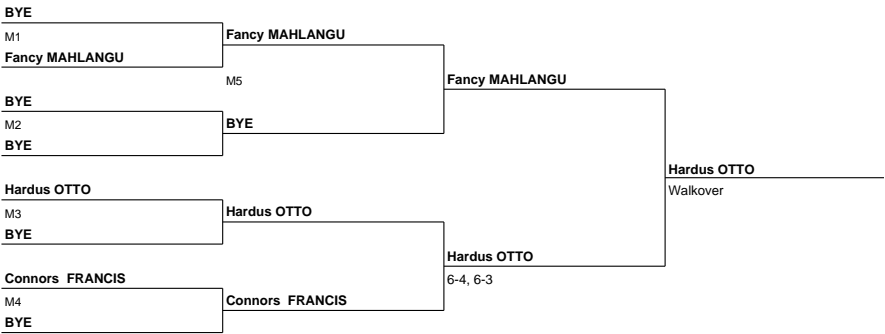 BYE
M1
Fancy MAHLANGU
Fancy MAHLANGU
M5
Fancy MAHLANGU
BYE
M2
BYE
BYE
Hardus OTTO
Walkover
Hardus OTTO
M3
BYE
Hardus OTTO
Hardus OTTO
6-4, 6-3
Connors FRANCIS
M4
BYE
Connors FRANCIS